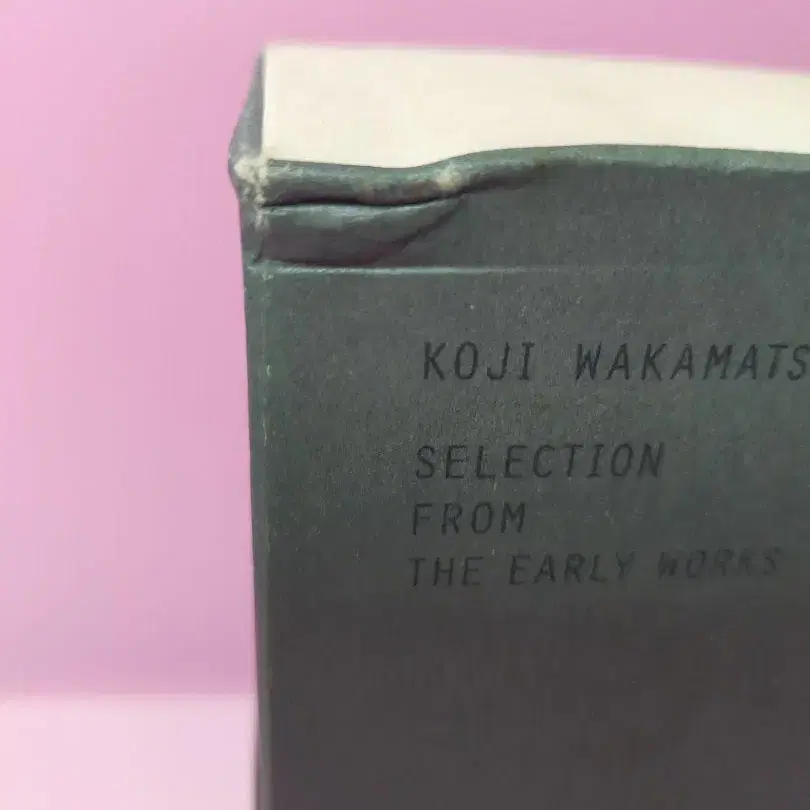 KOJI WAKAMATS
SELECTION
FROM
THE EARLY WORKS